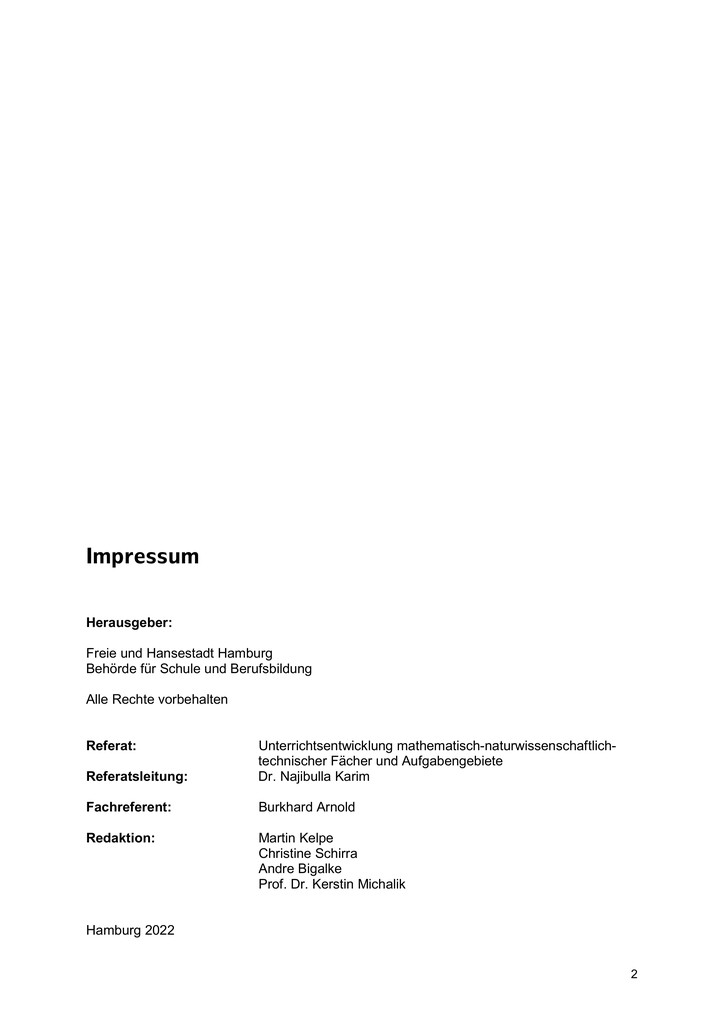 Impressum
Herausgeber:
Freie und Hansestadt Hamburg
Behörde für Schule und Berufsbildung
Alle Rechte vorbehalten
Referat: Unterrichtsentwicklung mathematisch-naturwissenschaftlich-
technischer Fächer und Aufgabengebiete
Referatsleitung: Dr. Najibulla Karim
Fachreferent: Burkhard Arnold
Redaktion: Martin Kelpe
Christine Schirra
Andre Bigalke
Prof. Dr. Kerstin Michalik
Hamburg 2022
2